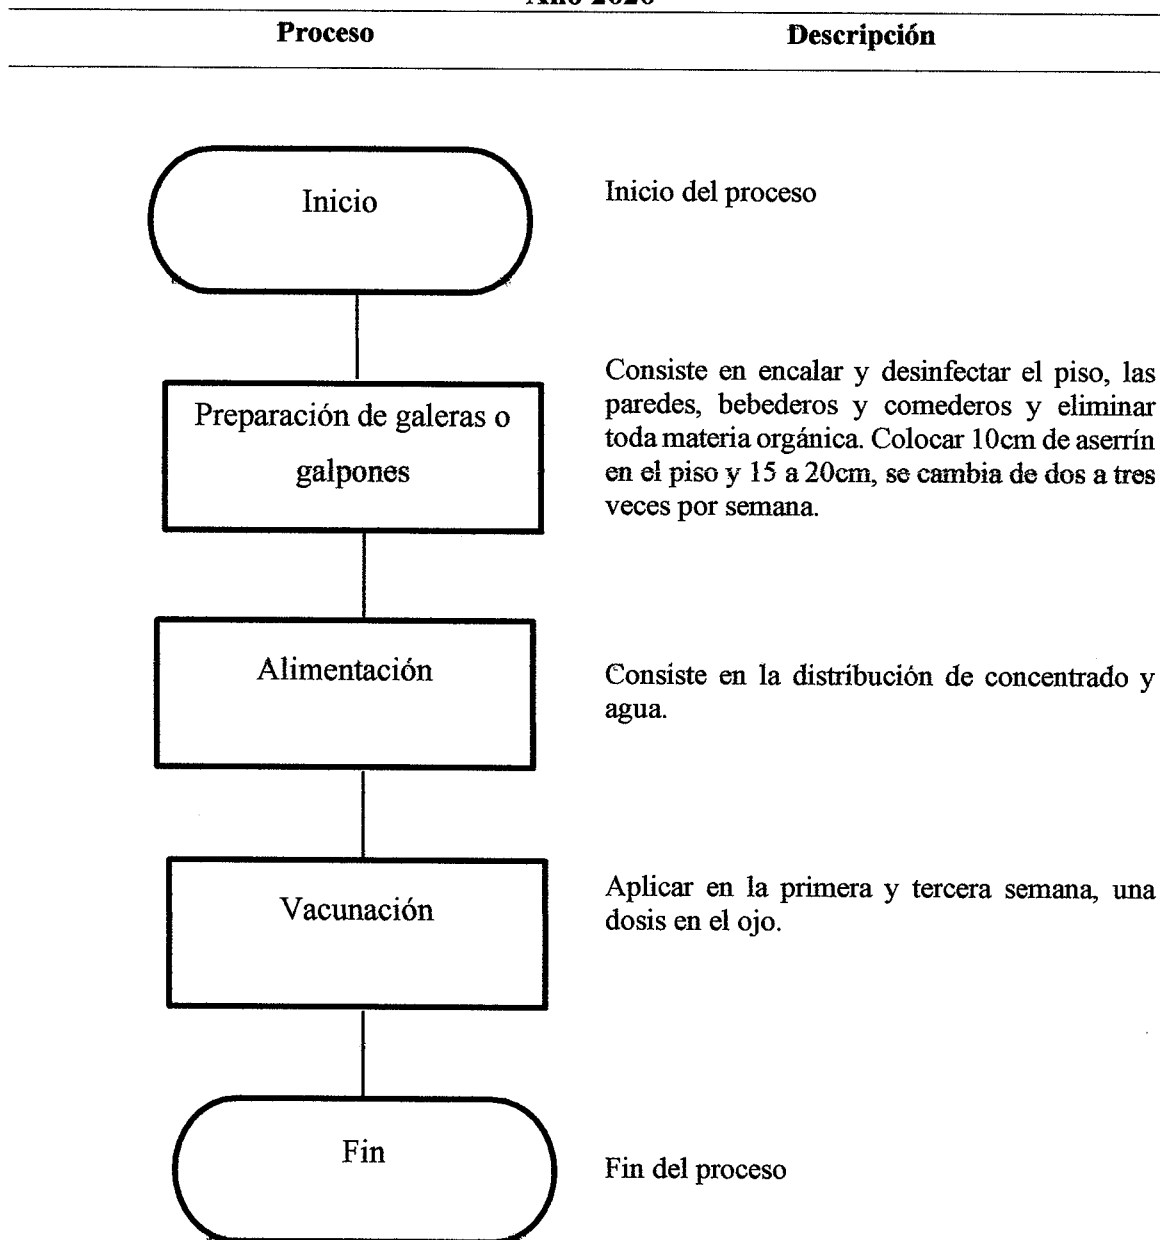 Proceso Descripción
Inicio
Inicio del proceso
Preparación de galeras o
galpones
Consiste en encalar y desinfectar el piso, las
paredes, bebederos y comederos y eliminar
toda materia orgánica. Colocar 10cm de aserrín
en el piso y 15 a 20cm, se cambia de dos a tres
veces por semana.
Alimentación
Consiste en la distribución de concentrado y
agua.
Vacunación
Aplicar en la primera y tercera semana, una
dosis en el ojo.
Fin
Fin del proceso